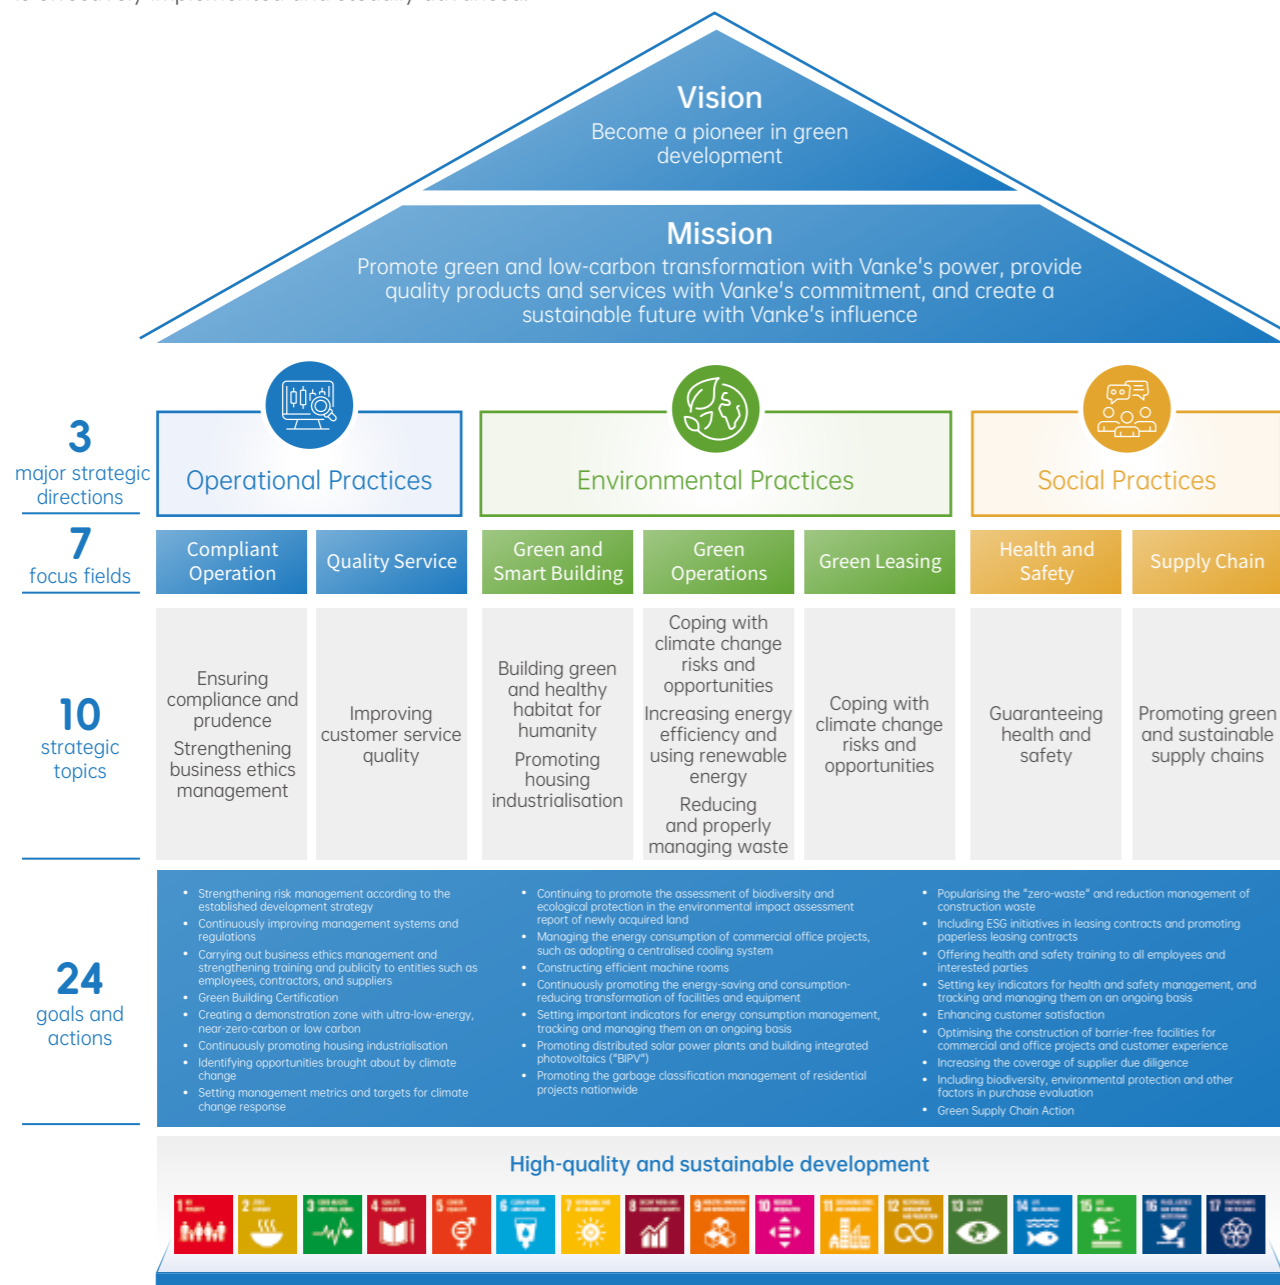 Vision
Become a pioneer in green
development
Mission
Promote green and low-carbon transformation with Vanke's power, provide
quality products and services with Vanke's commitment, and create a
sustainable future with Vanke's influence
3
major strategic
directions
Operational Practices
Environmental Practices
Social Practices
7
focus fields
Compliant
Operation
Quality Service
Green and
Smart Building
Green
Operations
Green Leasing
Health and
Safety
Supply Chain
10
strategic
topics
Ensuring
compliance and
prudence
Strengthening
business ethics
management
Improving
customer service
quality
Building green
and healthy
habitat for
humanity
Promoting
housing
industrialisation
Coping with
climate change
risks and
opportunities
Increasing energy
efficiency and
using renewable
energy
Reducing
and properly
managing waste
Coping with
climate change
risks and
opportunities
Guaranteeing
health and
safety
Promoting green
and sustainable
supply chains
24
goals and
actions
• Strengthening risk management according to the
established development strategy
• Continuously improving management systems and
regulations
• Carrying out business ethics management and
strengthening training and publicity to entities such as
employees, contractors, and suppliers
• Green Building Certification
• Creating a demonstration zone with ultra-low-energy,
near-zero-carbon or low carbon
• Continuously promoting housing industrialisation
• Identifying opportunities brought about by climate
change
• Setting management metrics and targets for climate
change response
• Continuing to promote the assessment of biodiversity and
ecological protection in the environmental impact assessment
report of newly acquired land
• Managing the energy consumption of commercial office projects,
such as adopting a centralised cooling system
• Constructing efficient machine rooms
• Continuously promoting the energy-saving and consumption-
reducing transformation of facilities and equipment
• Setting important indicators for energy consumption management,
tracking and managing them on an ongoing basis
• Promoting distributed solar power plants and building integrated
photovoltaics ("BIPV")
• Promoting the garbage classification management of residential
projects nationwide
• Popularising the "zero-waste" and reduction management of
construction waste
• Including ESG initiatives in leasing contracts and promoting
paperless leasing contracts
• Offering health and safety training to all employees and
interested parties
• Setting key indicators for health and safety management, and
tracking and managing them on an ongoing basis
• Enhancing customer satisfaction
• Optimising the construction of barrier-free facilities for
commercial and office projects and customer experience
• Increasing the coverage of supplier due diligence
• Including biodiversity, environmental protection and other
factors in purchase evaluation
• Green Supply Chain Action
High-quality and sustainable development
1
2
3
4
5
6
7
8
9
10
11
12
13
14
15
16
17